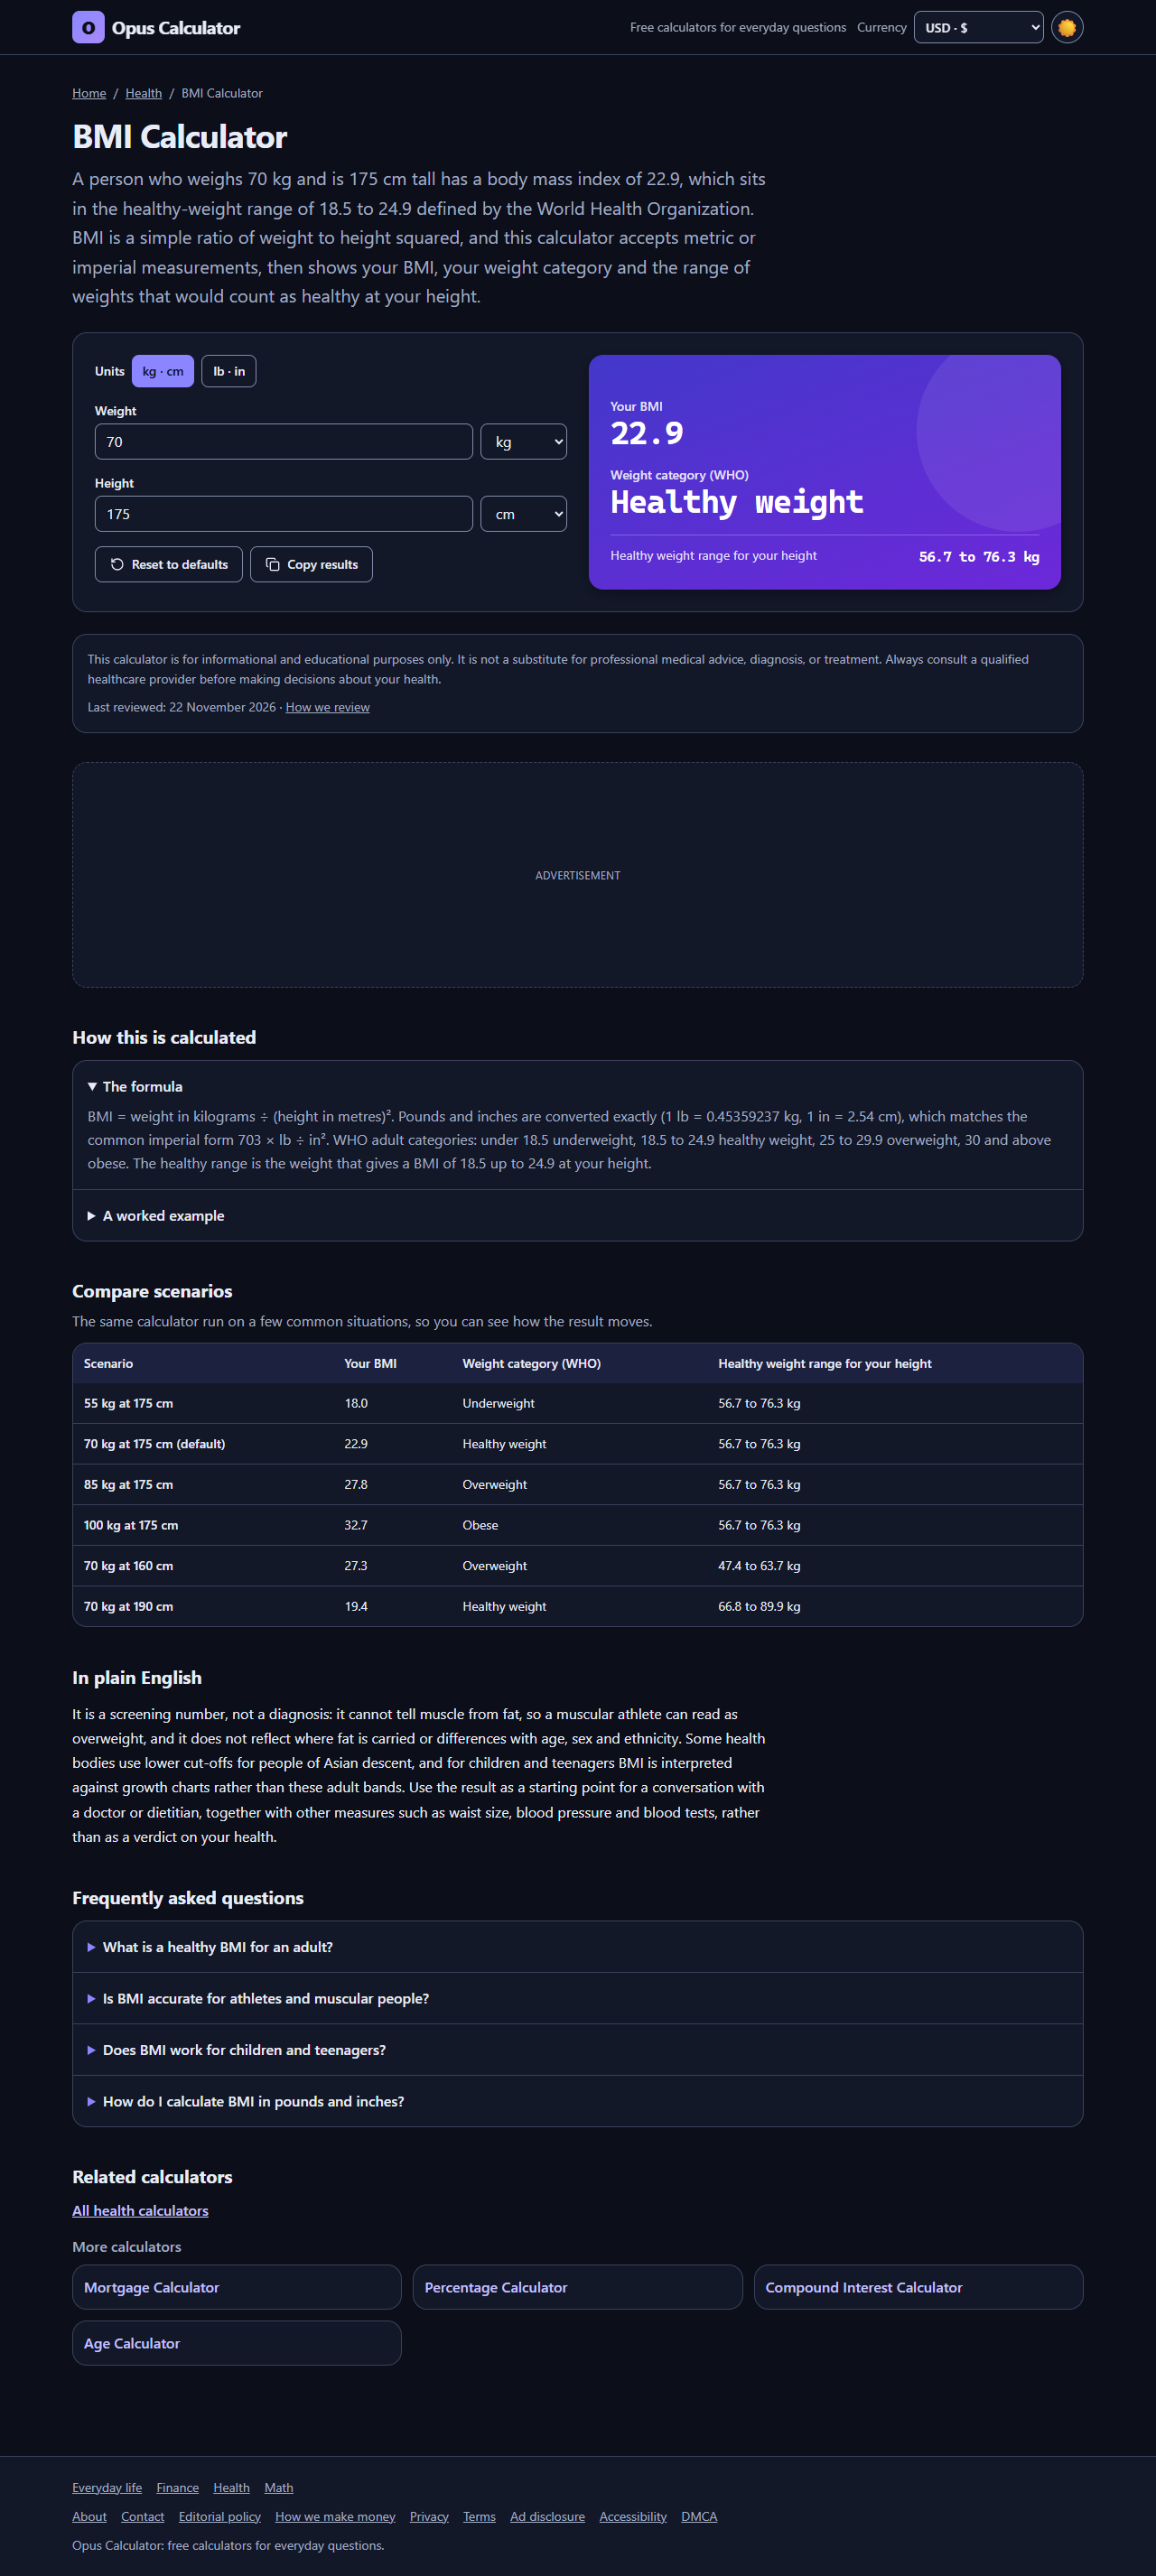 O Opus Calculator
Free calculators for everyday questions Currency USD · $
Home / Health / BMI Calculator
BMI Calculator
A person who weighs 70 kg and is 175 cm tall has a body mass index of 22.9, which sits
in the healthy-weight range of 18.5 to 24.9 defined by the World Health Organization.
BMI is a simple ratio of weight to height squared, and this calculator accepts metric or
imperial measurements, then shows your BMI, your weight category and the range of
weights that would count as healthy at your height.
Units kg · cm lb · in
Weight
70 kg
Height
175 cm
Reset to defaults Copy results
Your BMI
22.9
Weight category (WHO)
Healthy weight
Healthy weight range for your height 56.7 to 76.3 kg
This calculator is for informational and educational purposes only. It is not a substitute for professional medical advice, diagnosis, or treatment. Always consult a qualified
healthcare provider before making decisions about your health.
Last reviewed: 22 November 2026 · How we review
ADVERTISEMENT
How this is calculated
The formula
BMI = weight in kilograms ÷ (height in metres)². Pounds and inches are converted exactly (1 lb = 0.45359237 kg, 1 in = 2.54 cm), which matches the
common imperial form 703 × lb ÷ in². WHO adult categories: under 18.5 underweight, 18.5 to 24.9 healthy weight, 25 to 29.9 overweight, 30 and above
obese. The healthy range is the weight that gives a BMI of 18.5 up to 24.9 at your height.
A worked example
Compare scenarios
The same calculator run on a few common situations, so you can see how the result moves.
Scenario Your BMI Weight category (WHO) Healthy weight range for your height
55 kg at 175 cm 18.0 Underweight 56.7 to 76.3 kg
70 kg at 175 cm (default) 22.9 Healthy weight 56.7 to 76.3 kg
85 kg at 175 cm 27.8 Overweight 56.7 to 76.3 kg
100 kg at 175 cm 32.7 Obese 56.7 to 76.3 kg
70 kg at 160 cm 27.3 Overweight 47.4 to 63.7 kg
70 kg at 190 cm 19.4 Healthy weight 66.8 to 89.9 kg
In plain English
It is a screening number, not a diagnosis: it cannot tell muscle from fat, so a muscular athlete can read as
overweight, and it does not reflect where fat is carried or differences with age, sex and ethnicity. Some health
bodies use lower cut-offs for people of Asian descent, and for children and teenagers BMI is interpreted
against growth charts rather than these adult bands. Use the result as a starting point for a conversation with
a doctor or dietitian, together with other measures such as waist size, blood pressure and blood tests, rather
than as a verdict on your health.
Frequently asked questions
What is a healthy BMI for an adult?
Is BMI accurate for athletes and muscular people?
Does BMI work for children and teenagers?
How do I calculate BMI in pounds and inches?
Related calculators
All health calculators
More calculators
Mortgage Calculator Percentage Calculator Compound Interest Calculator
Age Calculator
Everyday life Finance Health Math
About Contact Editorial policy How we make money Privacy Terms Ad disclosure Accessibility DMCA
Opus Calculator: free calculators for everyday questions.